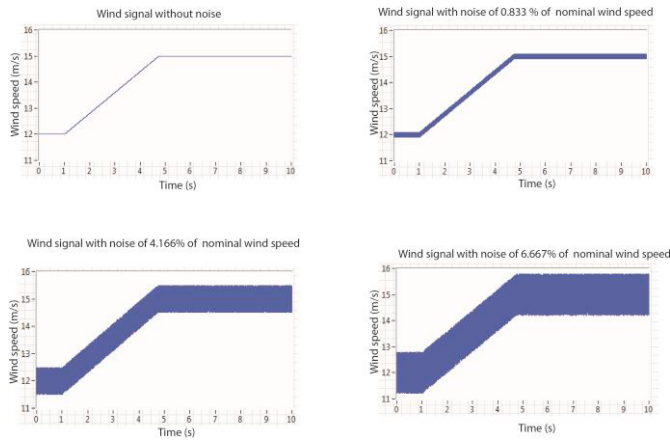 Wind signal without noise
16
15
14
13
12
11
Wind speed (m/s)
0 1 2 3 4 5 6 7 8 9 10
Time (s)
Wind signal with noise of 0.833 % of nominal wind speed
16
15
14
13
12
11
Wind speed (m/s)
0 1 2 3 4 5 6 7 8 9 10
Time (s)
Wind signal with noise of 4.166% of nominal wind speed
16
15
14
13
12
11
Wind speed (m/s)
0 1 2 3 4 5 6 7 8 9 10
Time (s)
Wind signal with noise of 6.667% of nominal wind speed
16
15
14
13
12
11
Wind speed (m/s)
0 1 2 3 4 5 6 7 8 9 10
Time (s)